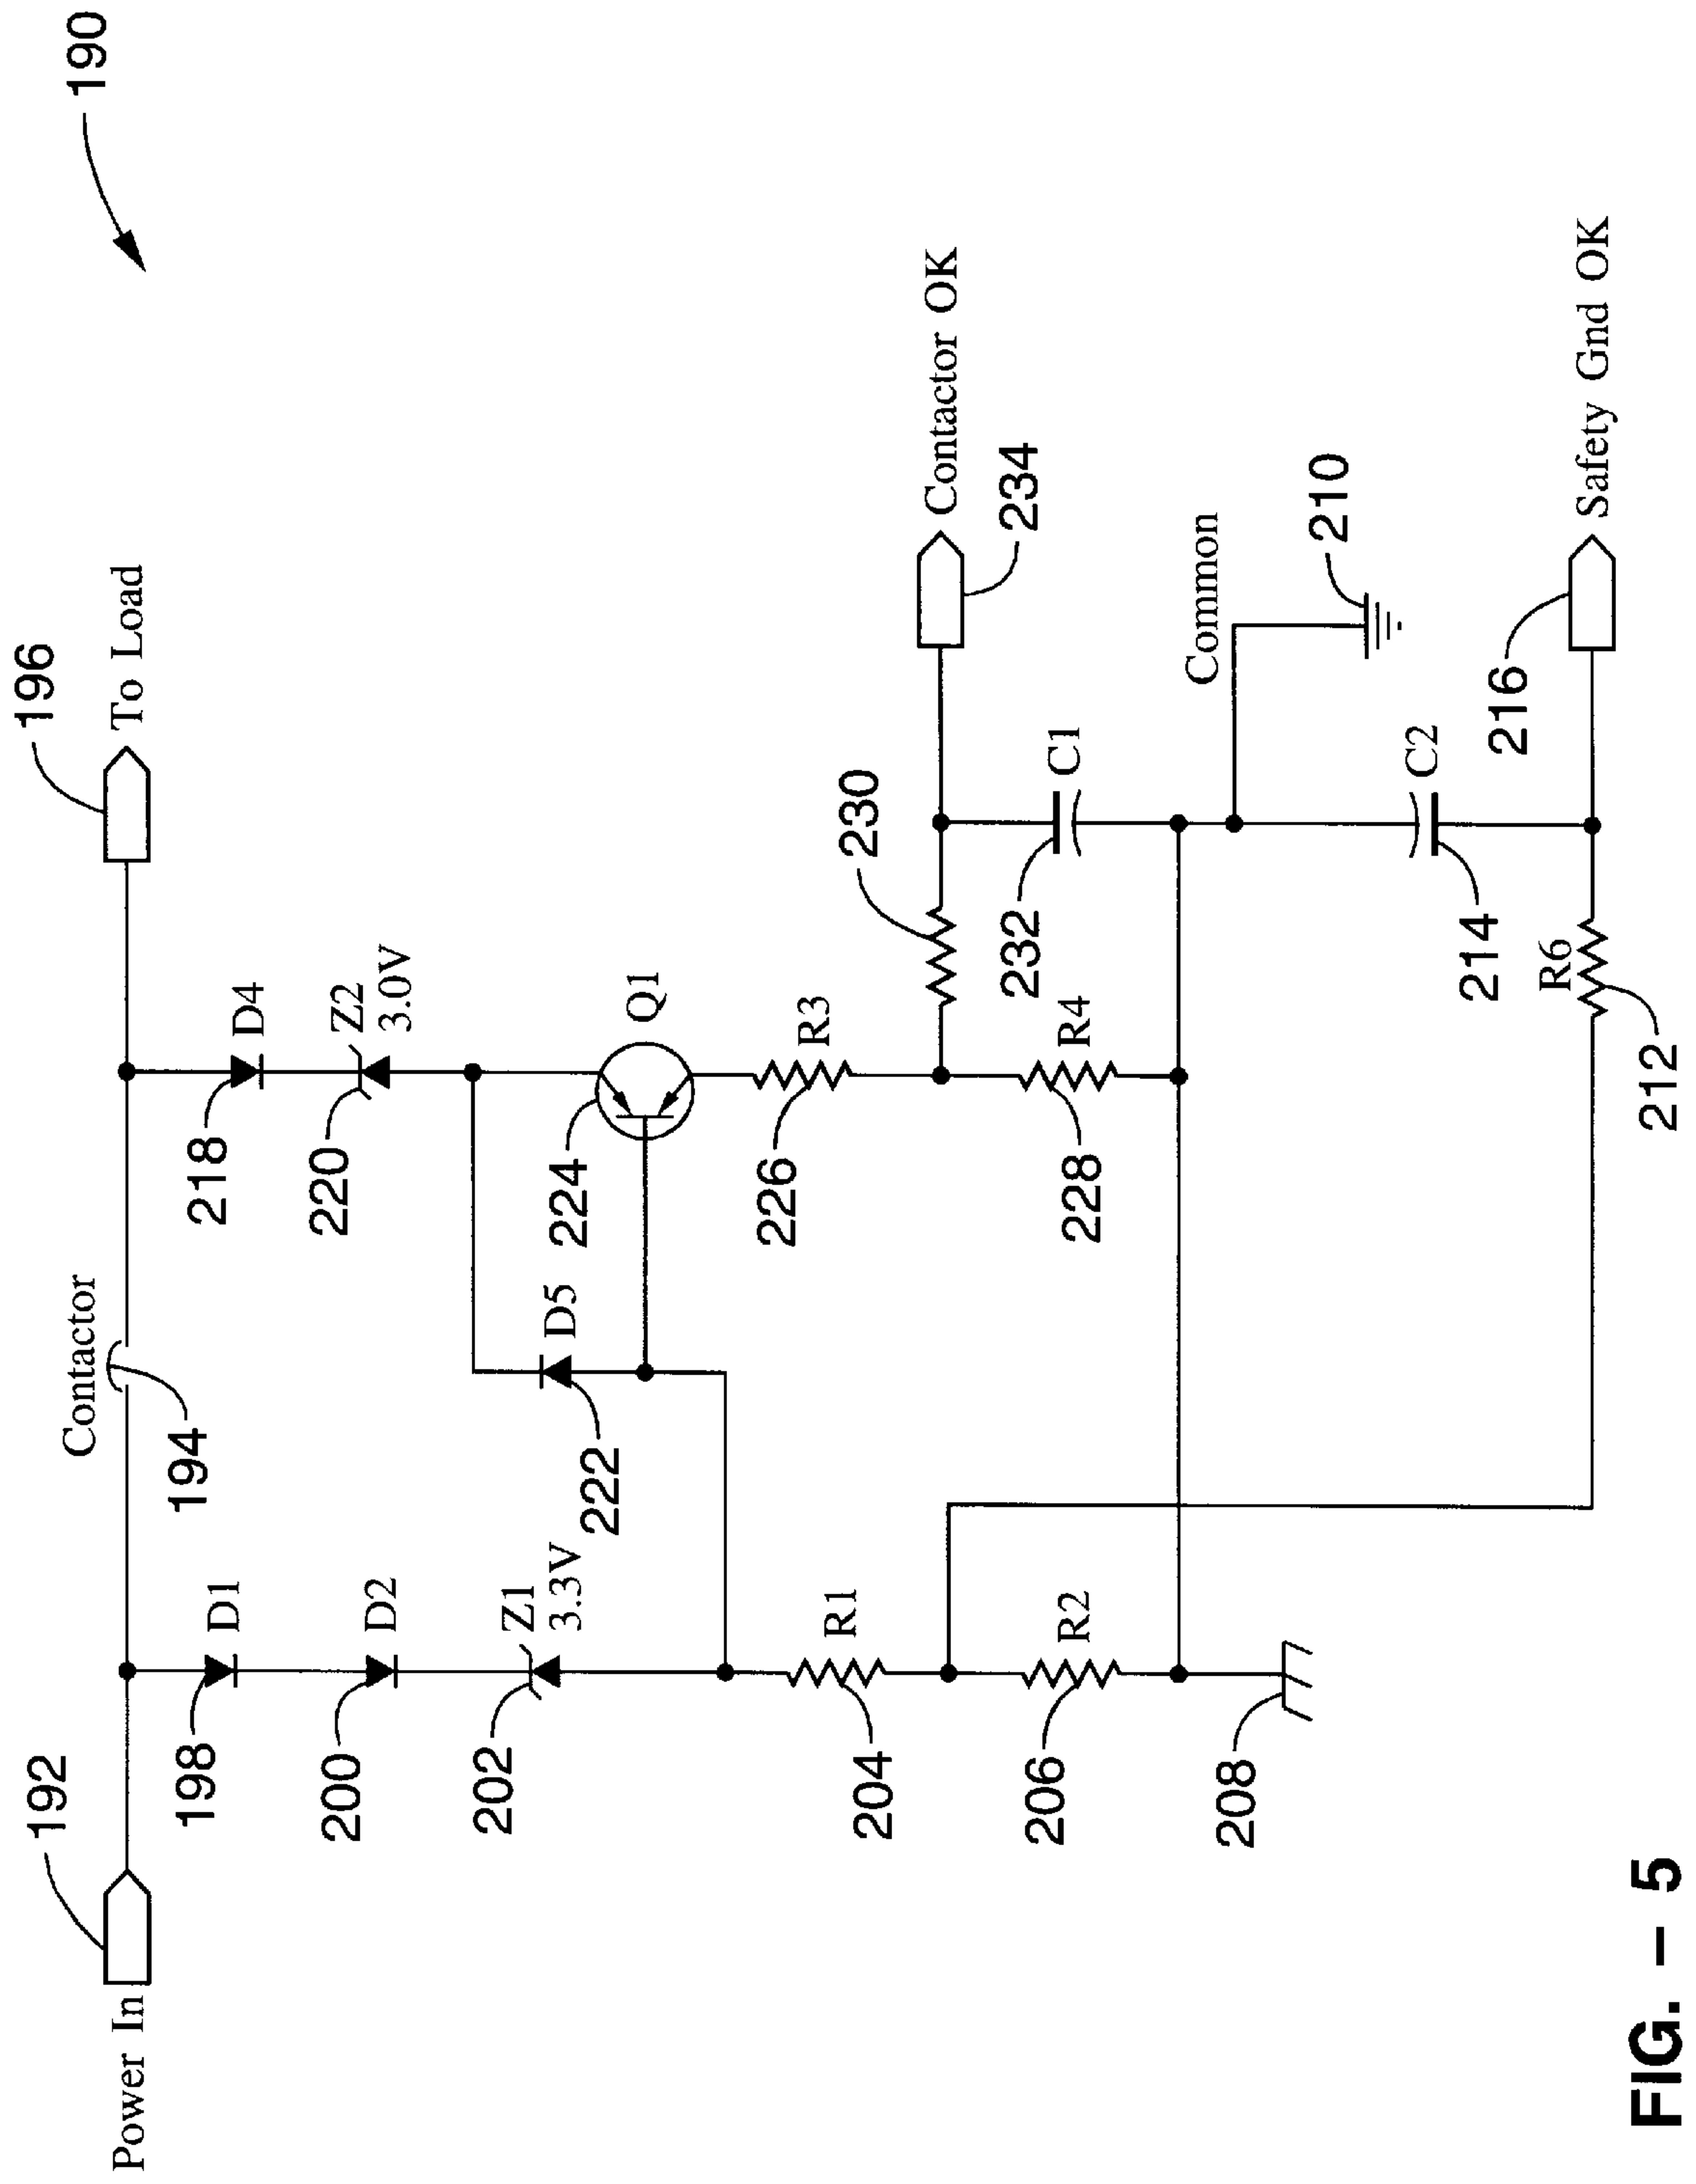 190
192
Power In
Contactor
194
196
To Load
198
D1
200
D2
202
Z1
3.3V
218
D4
220
Z2
3.0V
222
D5
224
Q1
204
R1
226
R3
230
Contactor OK
234
206
R2
228
R4
232
C1
Common
210
208
214
C2
R6
212
216
Safety Gnd OK
FIG. – 5